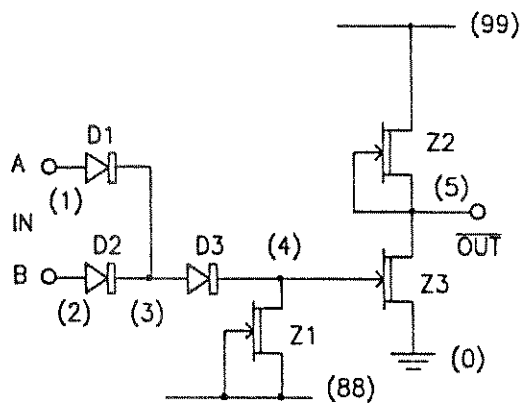 (99)
D1
A
Z2
(1)
(5)
IN
D2
D3
(4)
OUT
B
Z3
(2)
(3)
Z1
(0)
(88)